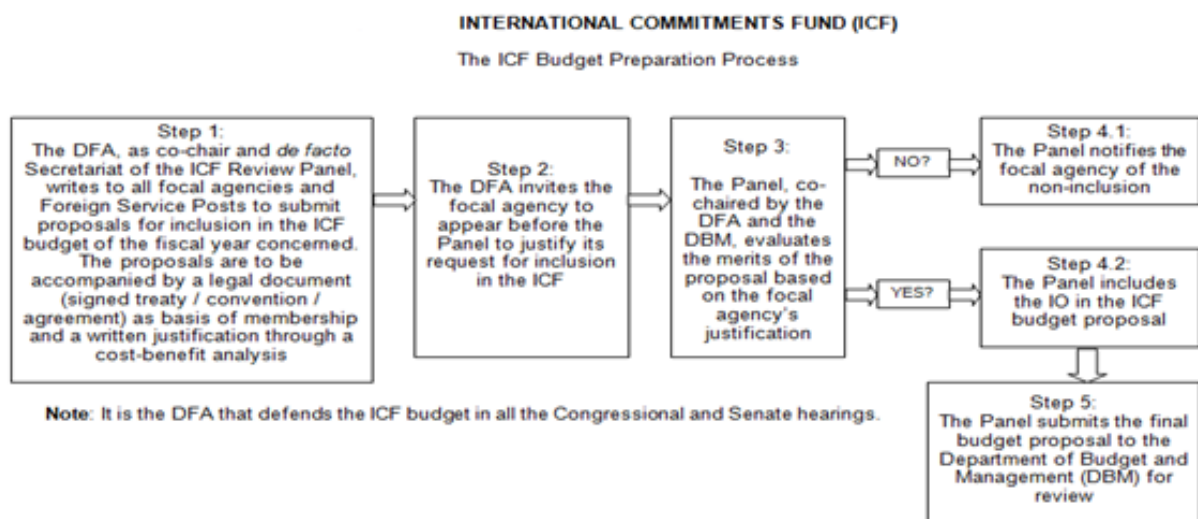 INTERNATIONAL COMMITMENTS FUND (ICF)
The ICF Budget Preparation Process
Step 1:
The DFA, as co-chair and de facto
Secretariat of the ICF Review Panel,
writes to all focal agencies and
Foreign Service Posts to submit
proposals for inclusion in the ICF
budget of the fiscal year concerned.
The proposals are to be
accompanied by a legal document
(signed treaty / convention /
agreement) as basis of membership
and a written justification through a
cost-benefit analysis
Step 2:
The DFA invites the
focal agency to
appear before the
Panel to justify its
request for inclusion
in the ICF
Step 3:
The Panel, co-
chaired by the
DFA and the
DBM, evaluates
the merits of the
proposal based
on the focal
agency's
justification
NO?
Step 4.1:
The Panel notifies the
focal agency of the
non-inclusion
YES?
Step 4.2:
The Panel includes
the IO in the ICF
budget proposal
Step 5:
The Panel submits the final
budget proposal to the
Department of Budget and
Management (DBM) for
review
Note: It is the DFA that defends the ICF budget in all the Congressional and Senate hearings.